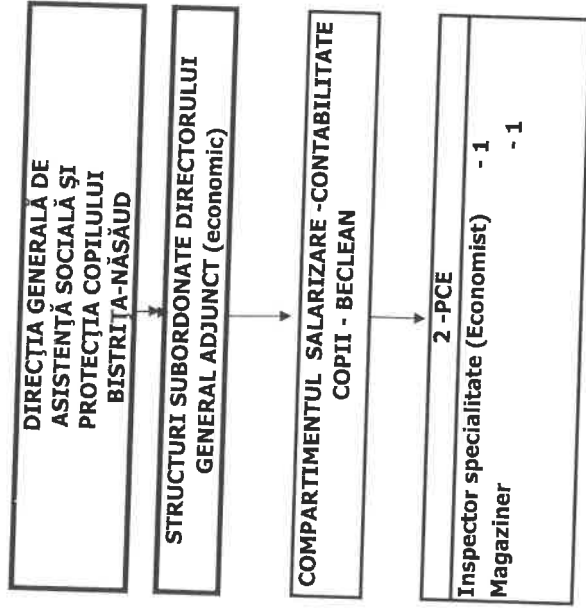 DIRECȚIA GENERALĂ DE
ASISTENȚĂ SOCIALĂ ȘI
PROTECȚIA COPILULUI
BISTRIȚA-NĂSĂUD
STRUCTURI SUBORDONATE DIRECTORULUI
GENERAL ADJUNCT (economic)
COMPARTIMENTUL SALARIZARE -CONTABILITATE
COPII - BECLEAN
2 -PCE
Inspector specialitate (Economist) - 1
Magaziner - 1